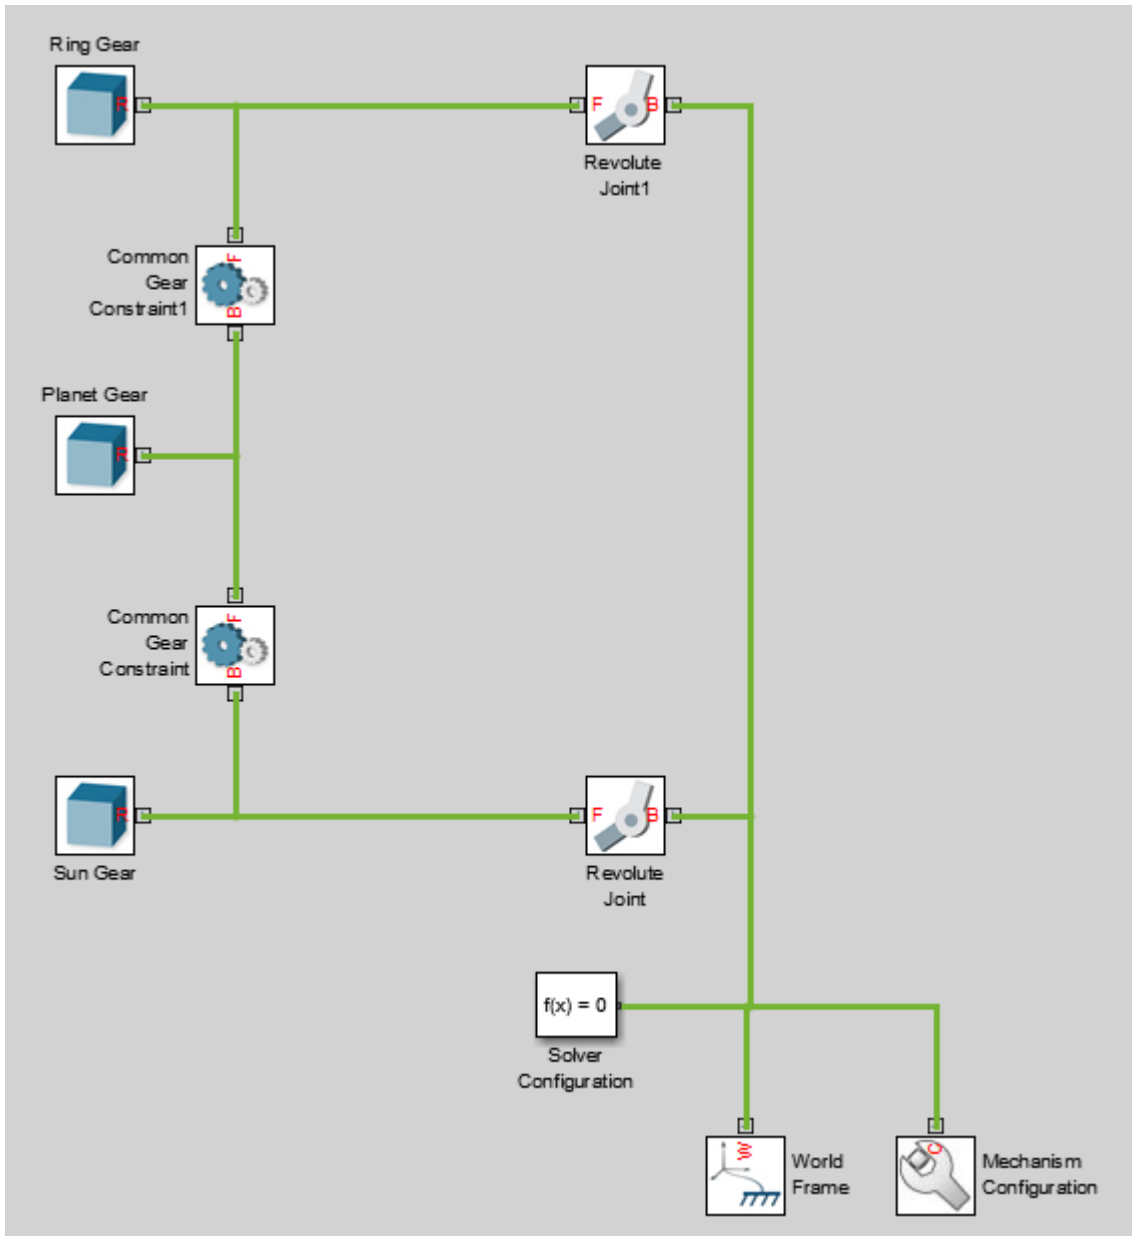 Ring Gear
R
F
B
Revolute
Joint1
F
Common
Gear
Constraint1
B
Planet Gear
R
F
Common
Gear
Constraint
B
R
F
B
Sun Gear
Revolute
Joint
f(x) = 0
Solver
Configuration
W
World
Frame
C
Mechanism
Configuration